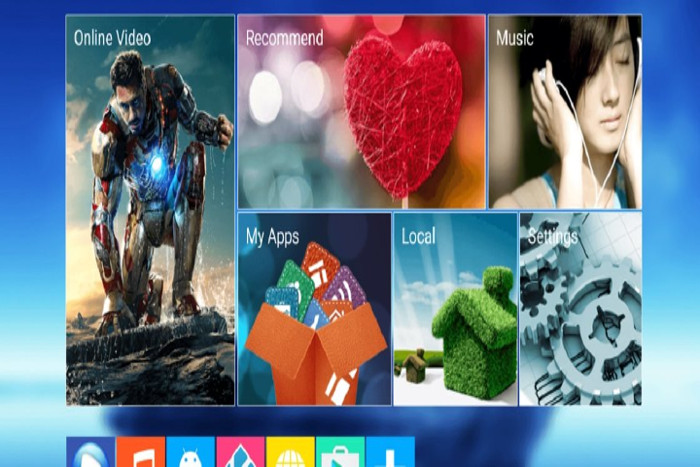 Online Video
Recommend
Music
My Apps
Local
Settings